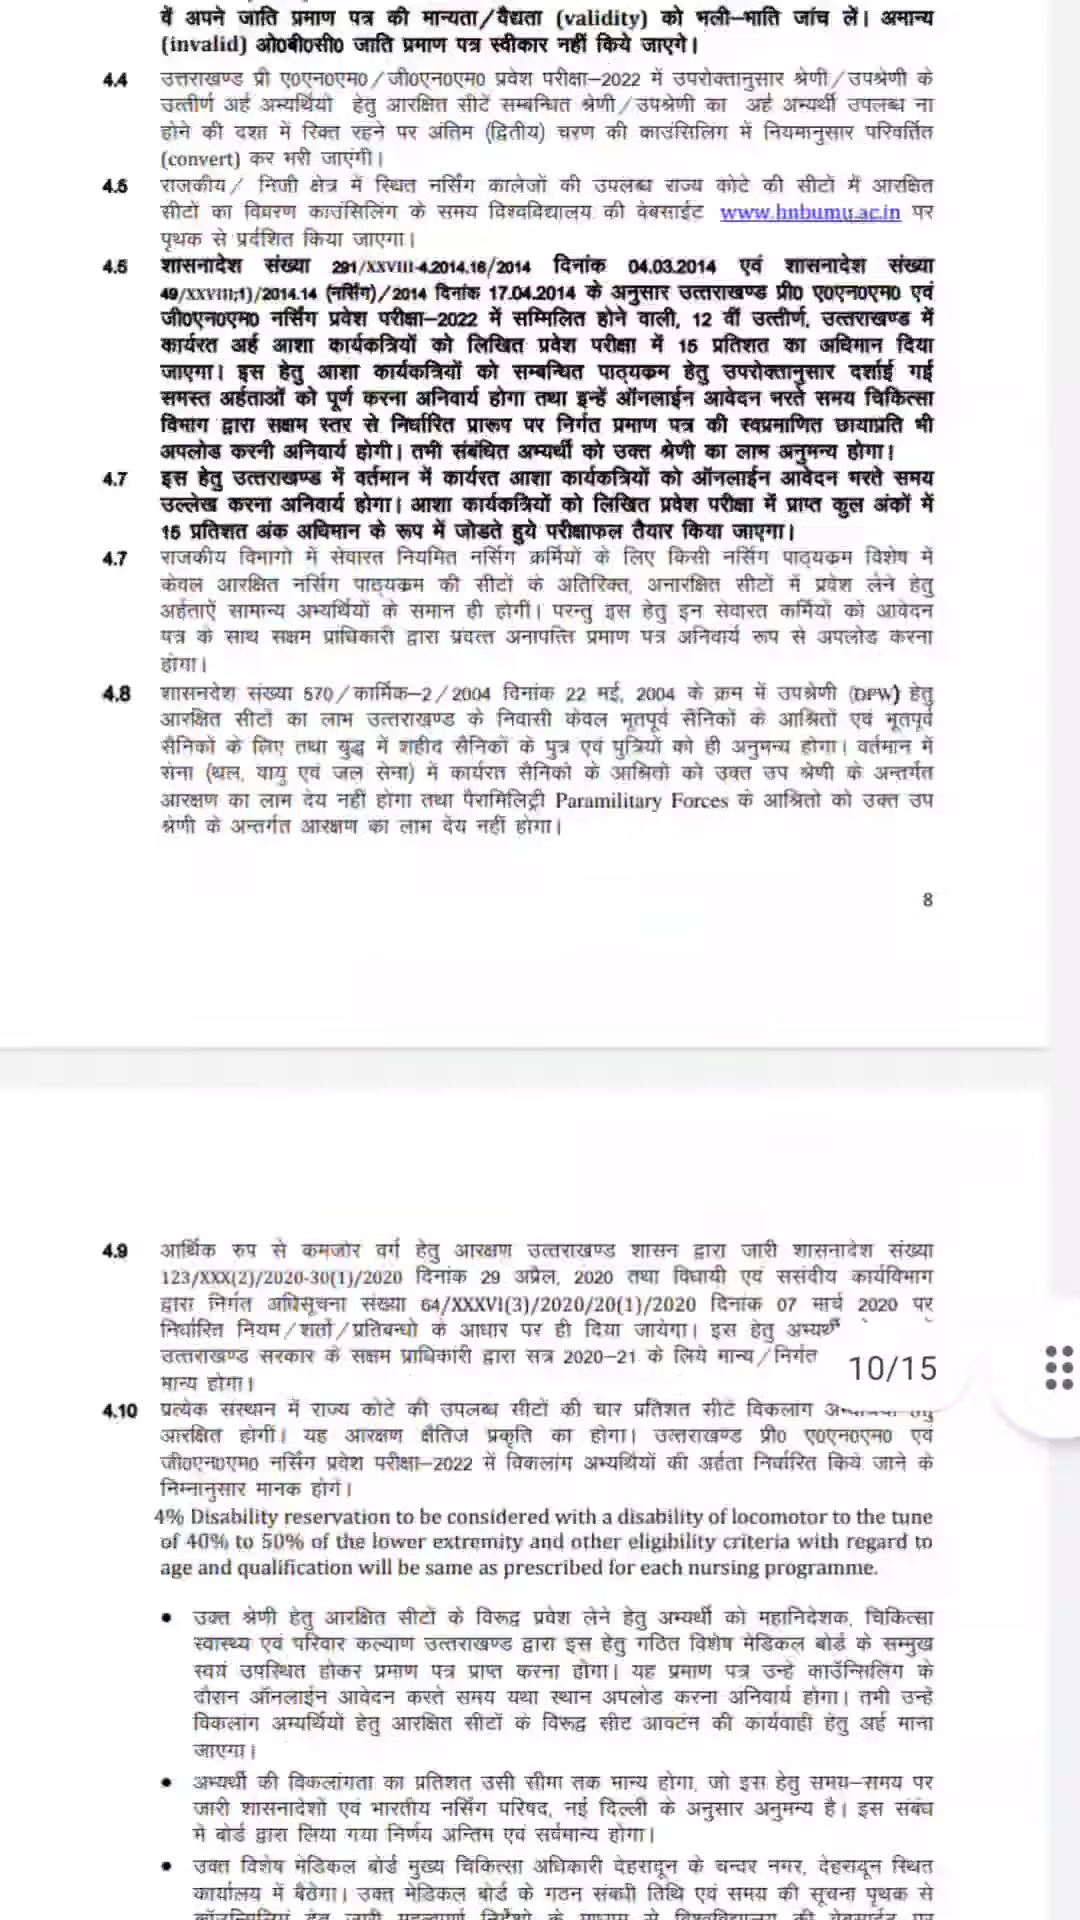 वें अपने जाति प्रमाण पत्र की मान्यता/वैद्यता (validity) को भली–भाति जांच लें। अमान्य
(invalid) ओ0बी0सी0 जाति प्रमाण पत्र स्वीकार नहीं किये जाएगे।
4.4 उत्तराखण्ड प्री ए0एन0एम0/जी0एन0एम0 प्रवेश परीक्षा–2022 में उपरोक्तानुसार श्रेणी/उपश्रेणी के
उत्तीर्ण अर्ह अभ्यर्थियो हेतु आरक्षित सीटें सम्बन्धित श्रेणी/उपश्रेणी का अर्ह अभ्यर्थी उपलब्ध ना
होने की दशा में रिक्त रहने पर अंतिम (द्वितीय) चरण की काउंसिलिंग में नियमानुसार परिवर्तित
(convert) कर भरी जाएंगी।
4.5 राजकीय/ निजी क्षेत्र में स्थित नर्सिंग कालेजों की उपलब्ध राज्य कोटे की सीटों में आरक्षित
सीटों का विवरण काउंसिलिंग के समय विश्वविद्यालय की वेबसाईट www.hnbumu.ac.in पर
पृथक से प्रर्दशित किया जाएगा।
4.6 शासनादेश संख्या 291/XXVIII-4.2014.16/2014 दिनांक 04.03.2014 एवं शासनादेश संख्या
49/XXVIII;1)/2014.14 (नर्सिंग)/2014 दिनांक 17.04.2014 के अनुसार उत्तराखण्ड प्री0 ए0एन0एम0 एवं
जी0एन0एम0 नर्सिंग प्रवेश परीक्षा–2022 में सम्मिलित होने वाली, 12 वीं उत्तीर्ण, उत्तराखण्ड में
कार्यरत अर्ह आशा कार्यकत्रियों को लिखित प्रवेश परीक्षा में 15 प्रतिशत का अधिमान दिया
जाएगा। इस हेतु आशा कार्यकत्रियों को सम्बन्धित पाठ्यक्रम हेतु उपरोक्तानुसार दर्शाई गई
समस्त अर्हताओं को पूर्ण करना अनिवार्य होगा तथा इन्हें ऑनलाईन आवेदन भरते समय चिकित्सा
विभाग द्वारा सक्षम स्तर से निर्धारित प्रारूप पर निर्गत प्रमाण पत्र की स्वप्रमाणित छायाप्रति भी
अपलोड करनी अनिवार्य होगी। तभी संबंधित अभ्यर्थी को उक्त श्रेणी का लाभ अनुमन्य होगा।
4.7 इस हेतु उत्तराखण्ड में वर्तमान में कार्यरत आशा कार्यकत्रियों को ऑनलाईन आवेदन भरते समय
उल्लेख करना अनिवार्य होगा। आशा कार्यकत्रियों को लिखित प्रवेश परीक्षा में प्राप्त कुल अंकों में
15 प्रतिशत अंक अधिमान के रूप में जोडते हुये परीक्षाफल तैयार किया जाएगा।
4.7 राजकीय विभागो में सेवारत नियमित नर्सिंग क्रर्मियों के लिए किसी नर्सिंग पाठ्यक्रम विशेष में
केवल आरक्षित नर्सिंग पाठ्यक्रम की सीटों के अतिरिक्त, अनारक्षित सीटों में प्रवेश लेने हेतु
अर्हताऐं सामान्य अभ्यर्थियों के समान ही होगीं। परन्तु इस हेतु इन सेवारत कर्मियों को आवेदन
पत्र के साथ सक्षम प्राधिकारी द्वारा प्रदत्त अनापत्ति प्रमाण पत्र अनिवार्य रूप से अपलोड करना
होगा।
4.8 शासनदेश संख्या 570/कार्मिक–2/2004 दिनांक 22 मई, 2004 के क्रम में उपश्रेणी (DPW) हेतु
आरक्षित सीटों का लाभ उत्तराखण्ड के निवासी केवल भूतपूर्व सैनिकों के आश्रितों एवं भूतपूर्व
सैनिकों के लिए तथा युद्ध में शहीद सैनिकों के पुत्र एवं पुत्रियों को ही अनुमन्य होगा। वर्तमान में
सेना (थल, वायु एवं जल सेना) में कार्यरत सैनिको के आश्रितों को उक्त उप श्रेणी के अन्तर्गत
आरक्षण का लाभ देय नहीं होगा तथा पैरामिलिट्री Paramilitary Forces के आश्रितो को उक्त उप
श्रेणी के अन्तर्गत आरक्षण का लाभ देय नहीं होगा।
8
4.9 आर्थिक रुप से कमजोर वर्ग हेतु आरक्षण उत्तराखण्ड शासन द्वारा जारी शासनादेश संख्या
123/XXX(2)/2020-30(1)/2020 दिनांक 29 अप्रैल, 2020 तथा विधायी एवं ससंदीय कार्यविभाग
द्वारा निर्गत अधिसूचना संख्या 64/XXXVI(3)/2020/20(1)/2020 दिनांक 07 मार्च 2020 पर
निर्धारित नियम/शर्तो/प्रतिबन्धो के आधार पर ही दिया जायेगा। इस हेतु अभ्यर्थी
उत्तराखण्ड सरकार के सक्षम प्राधिकारी द्वारा सत्र 2020–21 के लिये मान्य/निर्गत
10/15
मान्य होगा।
4.10 प्रत्येक संस्थान में राज्य कोटे की उपलब्ध सीटों की चार प्रतिशत सीटें विकलांग
आरक्षित होगीं। यह आरक्षण क्षैतिज प्रकृति का होगा। उत्तराखण्ड प्री0 ए0एन0एम0 एवं
जी0एन0एम0 नर्सिंग प्रवेश परीक्षा–2022 में विकलांग अभ्यर्थियों की अर्हता निर्धारित किये जाने के
निम्नानुसार मानक होगें।
4% Disability reservation to be considered with a disability of locomotor to the tune
of 40% to 50% of the lower extremity and other eligibility criteria with regard to
age and qualification will be same as prescribed for each nursing programme.
• उक्त श्रेणी हेतु आरक्षित सीटों के विरूद्व प्रवेश लेने हेतु अभ्यर्थी को महानिदेशक, चिकित्सा
स्वास्थ्य एवं परिवार कल्याण उत्तराखण्ड द्वारा इस हेतु गठित विशेष मेडिकल बोर्ड के सम्मुख
स्वयं उपस्थित होकर प्रमाण पत्र प्राप्त करना होगा। यह प्रमाण पत्र उन्हे काउॅन्सिलिंग के
दौरान ऑनलाईन आवेदन करते समय यथा स्थान अपलोड करना अनिवार्य होगा। तभी उन्हें
विकलांग अभ्यर्थियों हेतु आरक्षित सीटों के विरूद्व सीट आवटंन की कार्यवाही हेतु अर्ह माना
जाएगा।
• अभ्यर्थी की विकलांगता का प्रतिशत उसी सीमा तक मान्य होगा, जो इस हेतु समय–समय पर
जारी शासनादेशों एवं भारतीय नर्सिंग परिषद, नई दिल्ली के अनुसार अनुमन्य है। इस संबंध
में बोर्ड द्वारा लिया गया निर्णय अन्तिम एवं सर्वमान्य होगा।
• उक्त विशेष मेडिकल बोर्ड मुख्य चिकित्सा अधिकारी देहरादून के चन्दर नगर, देहरादून स्थित
कार्यालय में बैठेगा। उक्त मेडिकल बोर्ड के गठन संबधी तिथि एवं समय की सूचना पृथक से